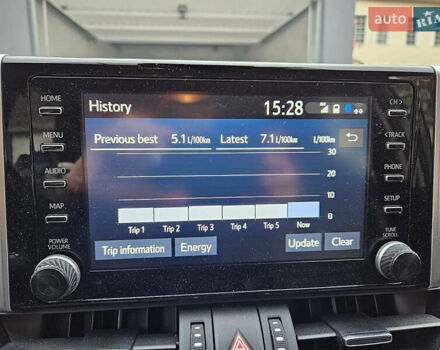 auto RIA
HOME
MENU
AUDIO
MAP
POWER
VOLUME
CH >
< TRACK
PHONE
SETUP
TUNE
SCROLL
History 15:28
Previous best 5.1 L/100km Latest 7.1 L/100km L/100km
30
20
10
0
Trip 1 Trip 2 Trip 3 Trip 4 Trip 5 Now
Trip information Energy Update Clear